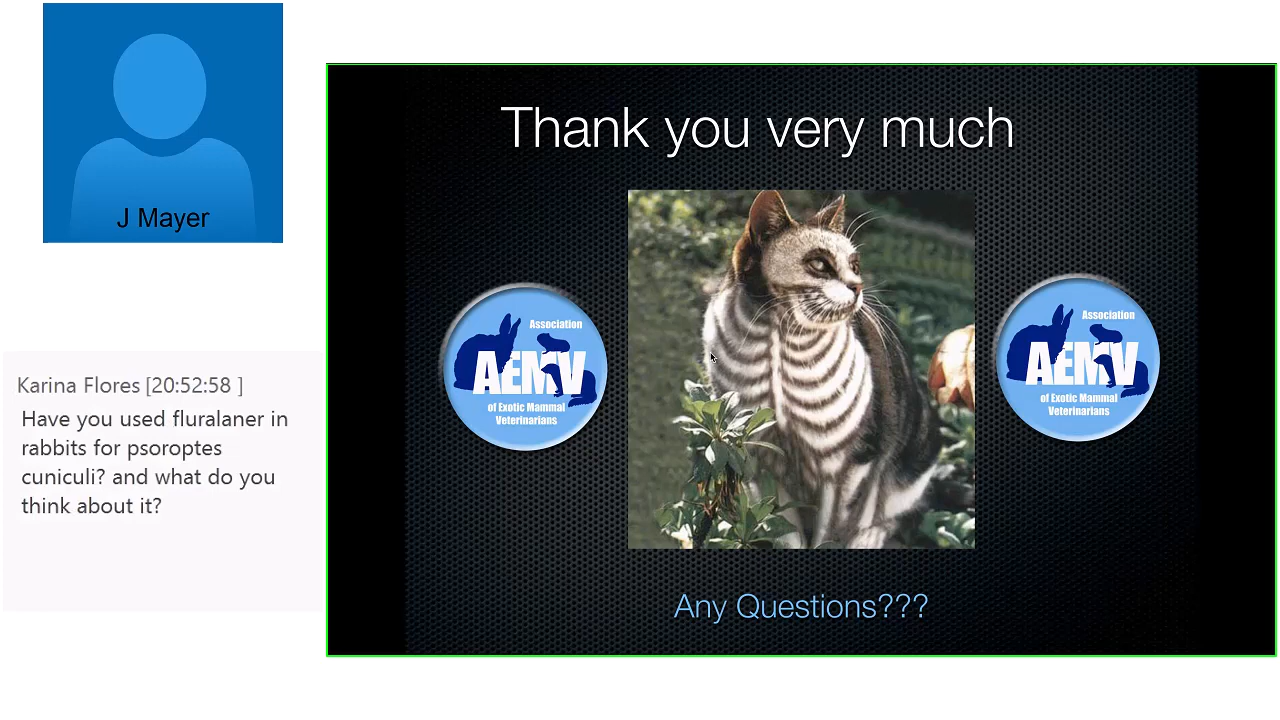 J Mayer
Karina Flores [20:52:58 ]
Have you used fluralaner in
rabbits for psoroptes
cuniculi? and what do you
think about it?
Thank you very much
Association
AEMV
of Exotic Mammal
Veterinarians
Association
AEMV
of Exotic Mammal
Veterinarians
Any Questions???